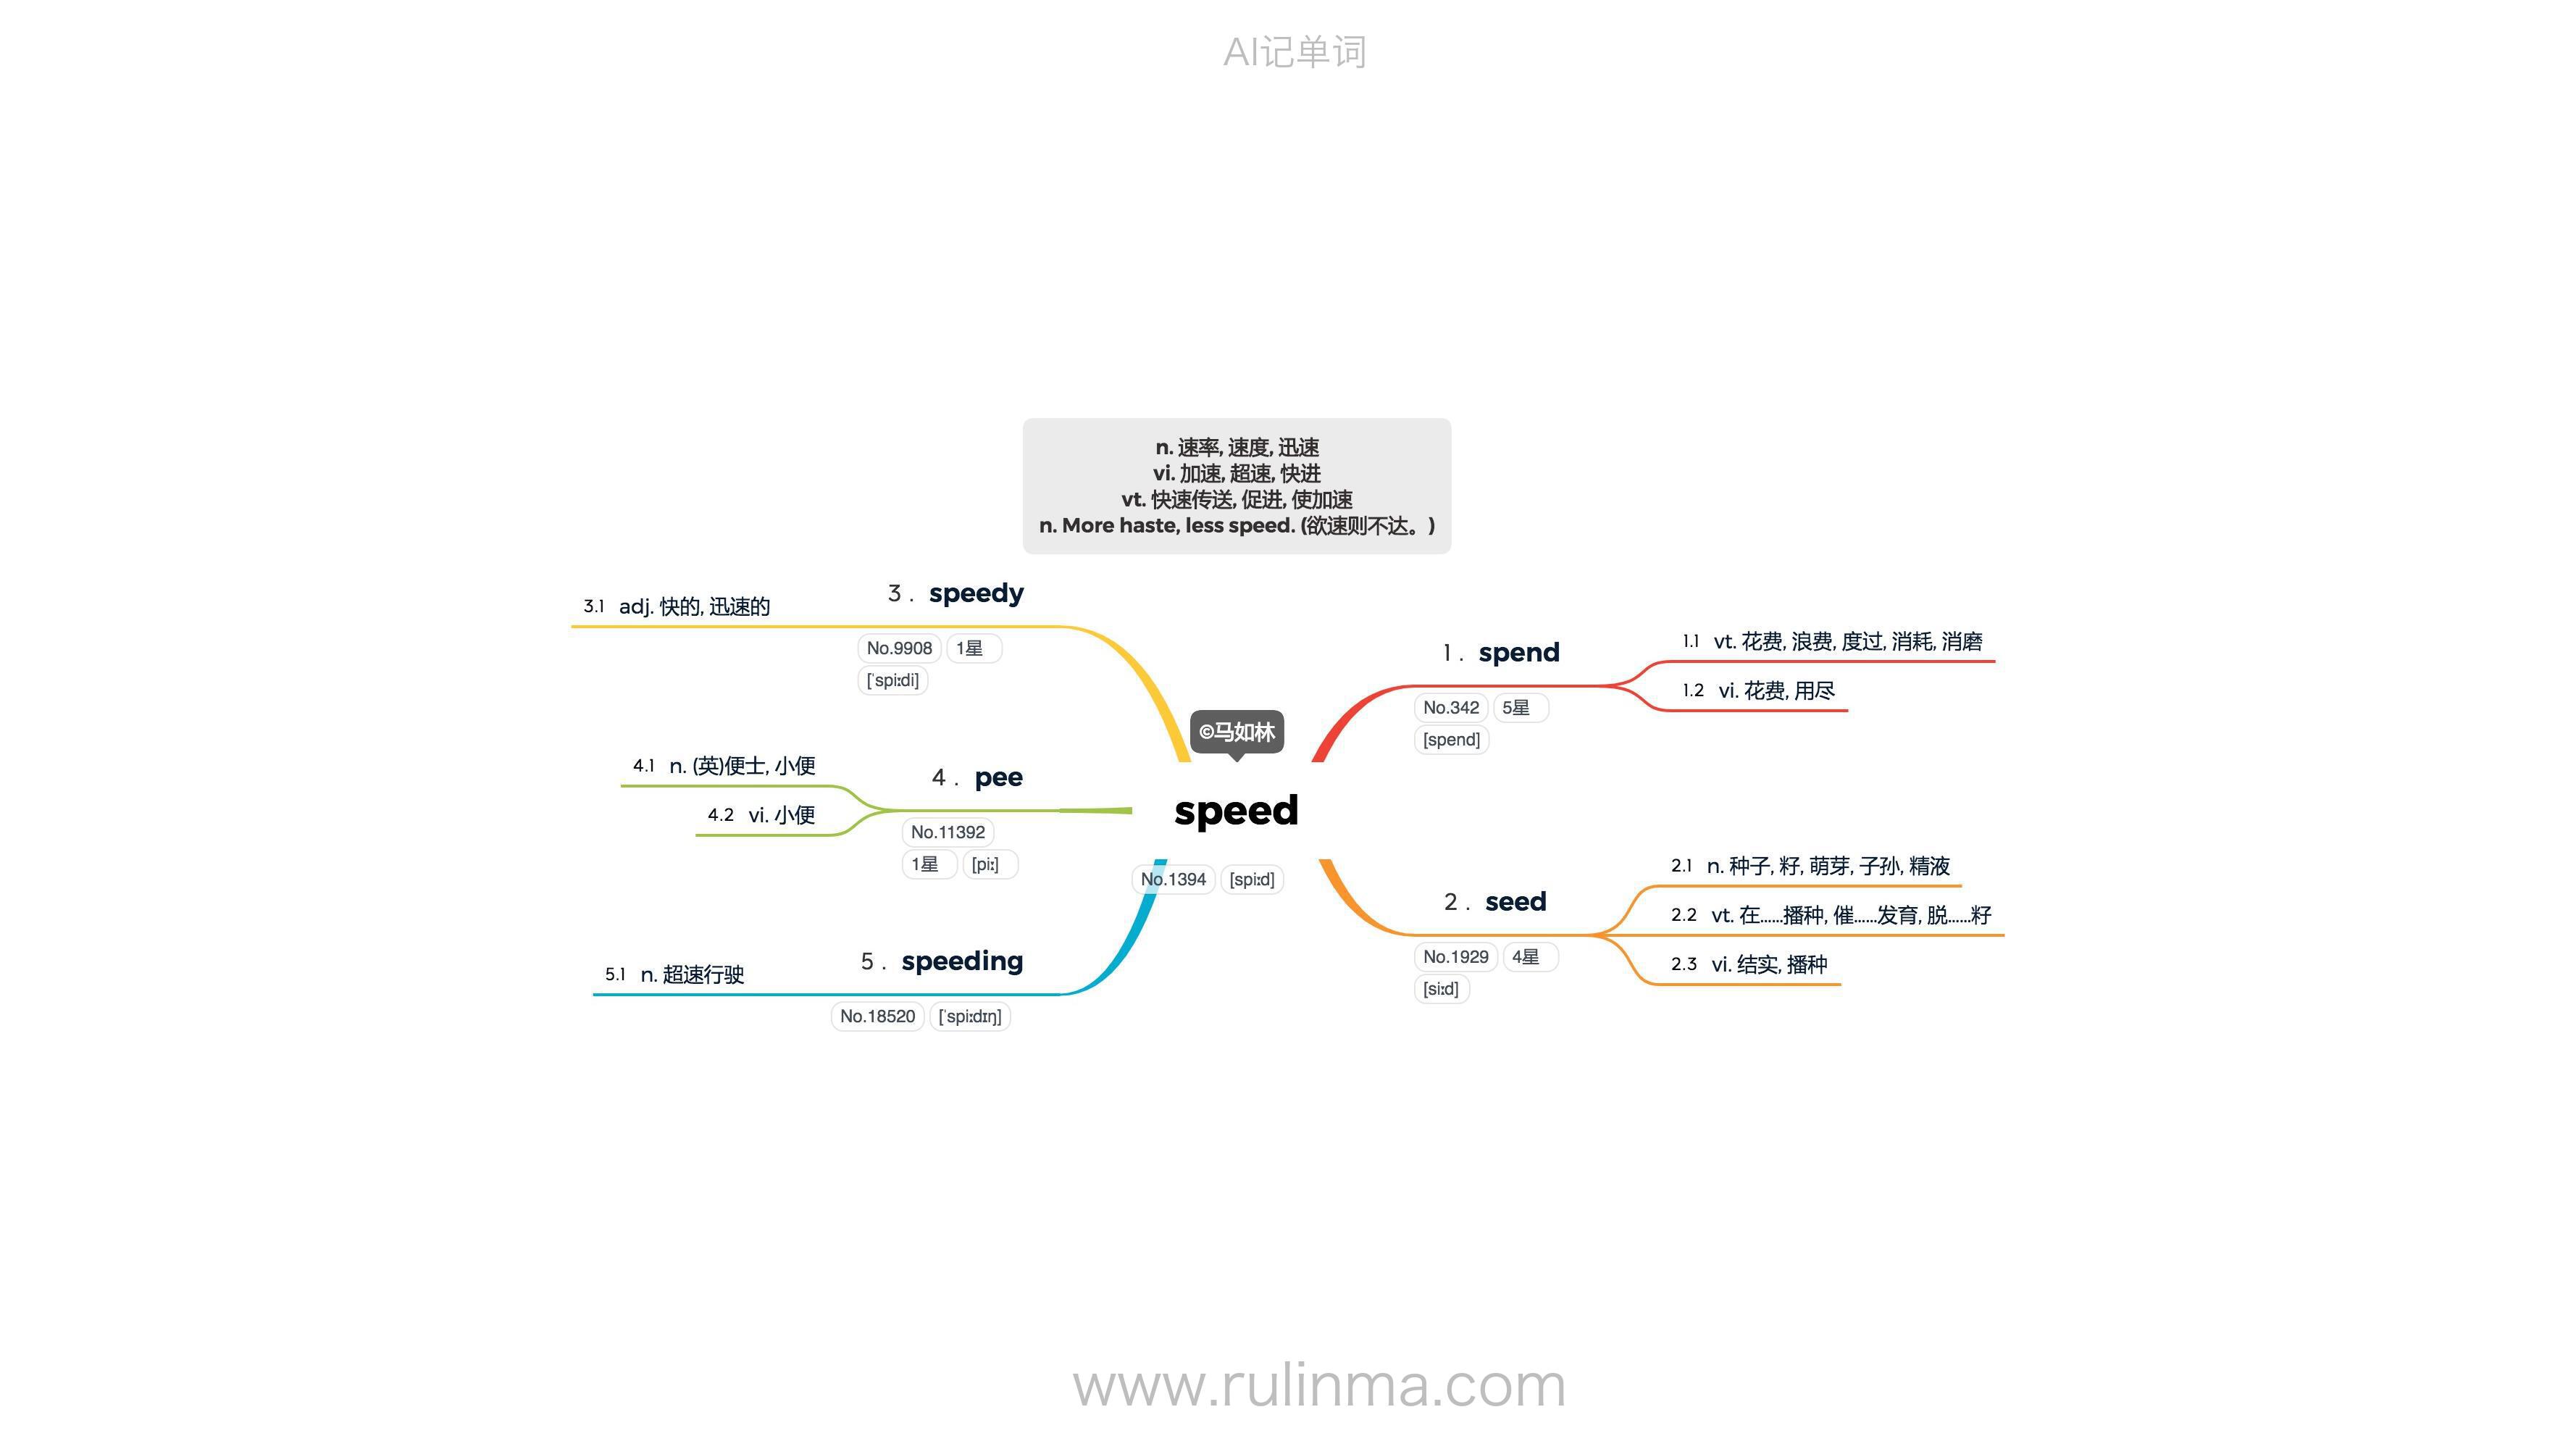 AI记单词
n. 速率, 速度, 迅速
vi. 加速, 超速, 快进
vt. 快速传送, 促进, 使加速
n. More haste, less speed. (欲速则不达。)
©马如林
speed
No.1394 [spiːd]
1 . spend
No.342 5星
[spend]
1.1 vt. 花费, 浪费, 度过, 消耗, 消磨
1.2 vi. 花费, 用尽
2 . seed
No.1929 4星
[siːd]
2.1 n. 种子, 籽, 萌芽, 子孙, 精液
2.2 vt. 在......播种, 催......发育, 脱......籽
2.3 vi. 结实, 播种
3 . speedy
No.9908 1星
[ˈspiːdi]
3.1 adj. 快的, 迅速的
4 . pee
No.11392
1星 [piː]
4.1 n. (英)便士, 小便
4.2 vi. 小便
5 . speeding
No.18520 [ˈspiːdɪŋ]
5.1 n. 超速行驶
www.rulinma.com